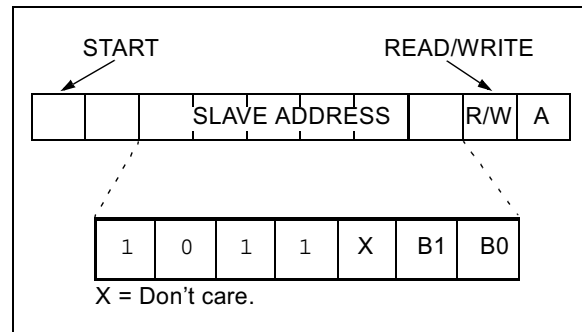 START READ/WRITE
SLAVE ADDRESS R/W A
1 0 1 1 X B1 B0
X = Don't care.